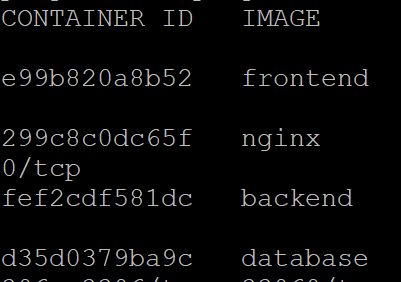 CONTAINER ID IMAGE
e99b820a8b52 frontend
299c8c0dc65f nginx
0/tcp
fef2cdf581dc backend
d35d0379ba9c database